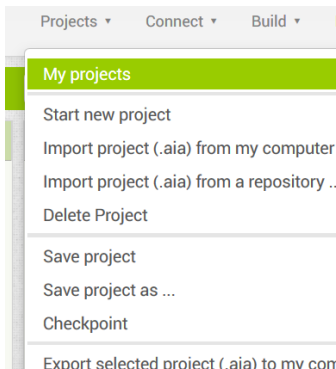 Projects ▾ Connect ▾ Build ▾
My projects
Start new project
Import project (.aia) from my computer
Import project (.aia) from a repository ..
Delete Project
Save project
Save project as ...
Checkpoint
Export selected project (.aia) to my com